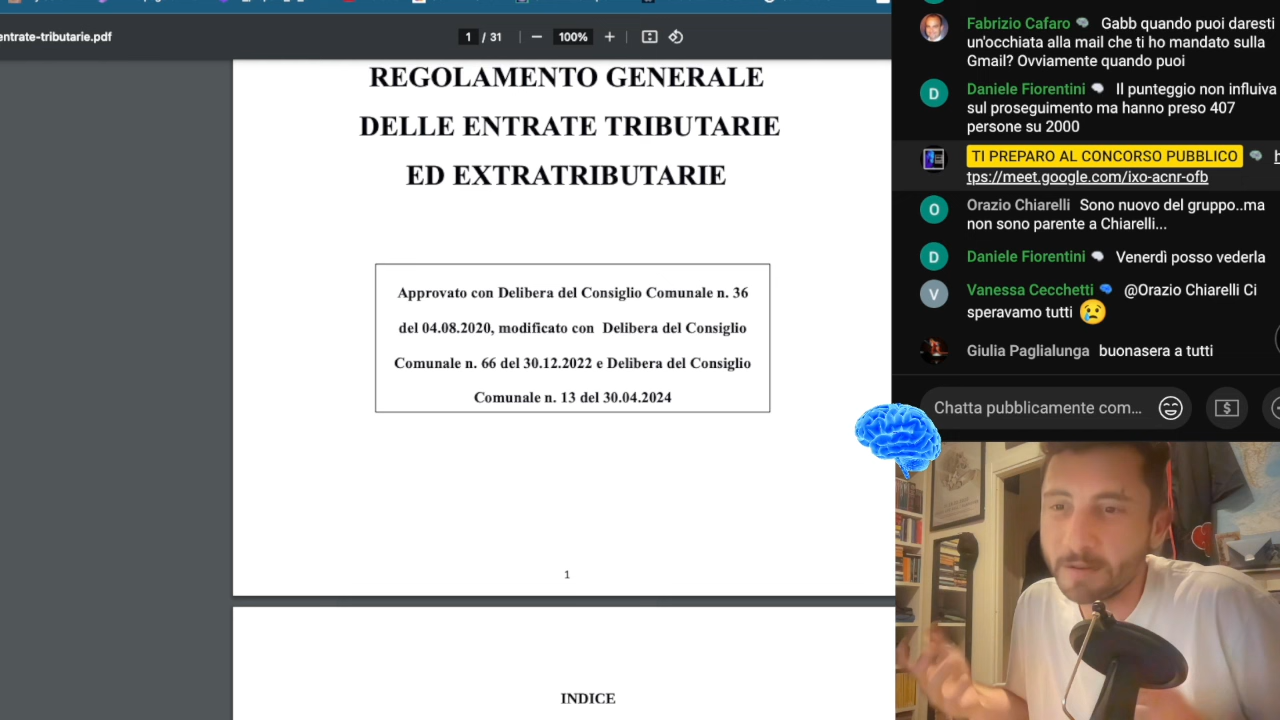 entrate-tributarie.pdf
1 / 31
100%
REGOLAMENTO GENERALE
DELLE ENTRATE TRIBUTARIE
ED EXTRATRIBUTARIE
Approvato con Delibera del Consiglio Comunale n. 36
del 04.08.2020, modificato con Delibera del Consiglio
Comunale n. 66 del 30.12.2022 e Delibera del Consiglio
Comunale n. 13 del 30.04.2024
1
INDICE
Fabrizio Cafaro Gabb quando puoi daresti
un'occhiata alla mail che ti ho mandato sulla
Gmail? Ovviamente quando puoi
D
Daniele Fiorentini Il punteggio non influiva
sul proseguimento ma hanno preso 407
persone su 2000
TI PREPARO AL CONCORSO PUBBLICO h
tps://meet.google.com/ixo-acnr-ofb
O
Orazio Chiarelli Sono nuovo del gruppo..ma
non sono parente a Chiarelli...
D
Daniele Fiorentini Venerdì posso vederla
V
Vanessa Cecchetti @Orazio Chiarelli Ci
speravamo tutti 😢
Giulia Paglialunga buonasera a tutti
Chatta pubblicamente com...